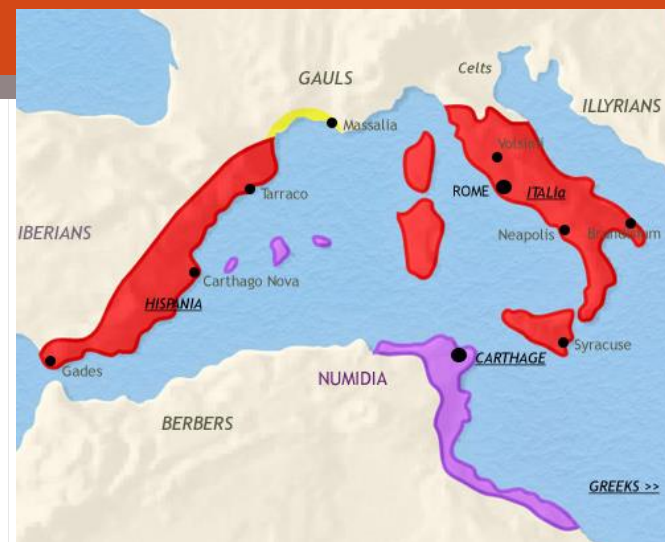 GAULS
Celts
ILLYRIANS
Massalia
Volsinii
ROME
ITALia
Tarraco
IBERIANS
Neapolis
Brundisium
Carthago Nova
HISPANIA
Syracuse
CARTHAGE
Gades
NUMIDIA
BERBERS
GREEKS >>